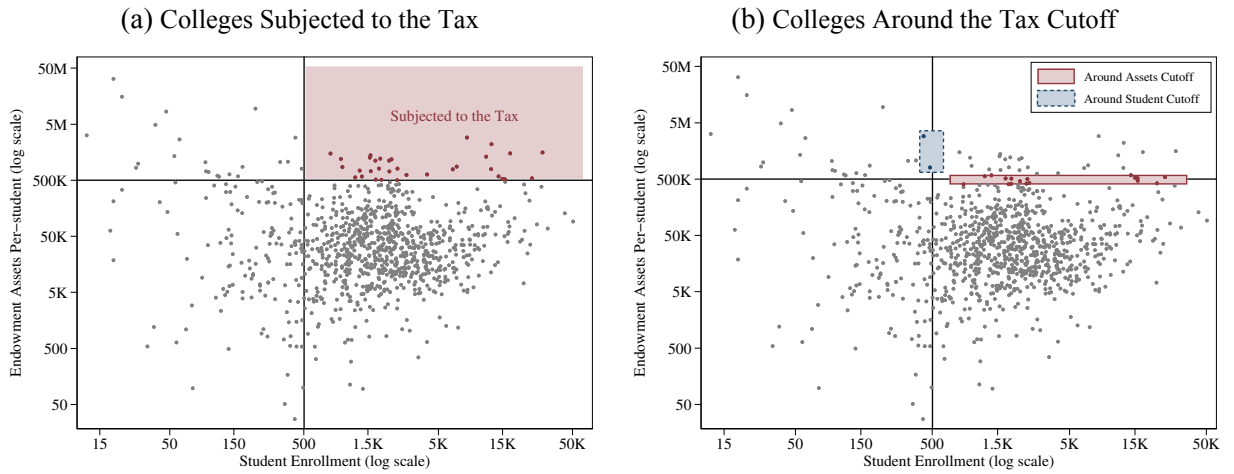 (a) Colleges Subjected to the Tax
Endowment Assets Per−student (log scale)
50M
5M
500K
50K
5K
500
50
Subjected to the Tax
15
50
150
500
1.5K
5K
15K
50K
Student Enrollment (log scale)
(b) Colleges Around the Tax Cutoff
Endowment Assets Per−student (log scale)
50M
5M
500K
50K
5K
500
50
Around Assets Cutoff
Around Student Cutoff
15
50
150
500
1.5K
5K
15K
50K
Student Enrollment (log scale)